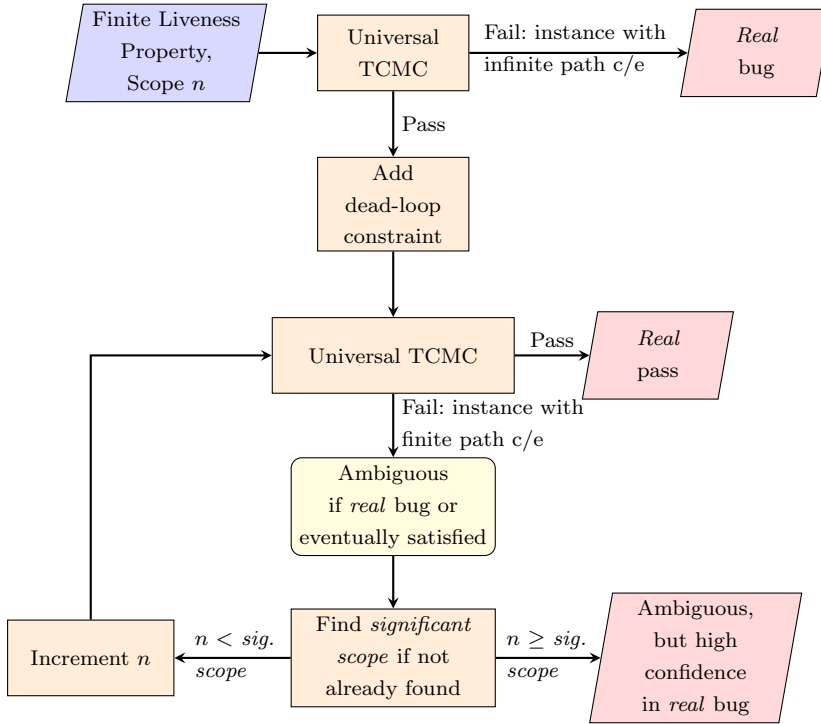 Finite Liveness
Property,
Scope n
Universal
TCMC
Fail: instance with
infinite path c/e
Real
bug
Pass
Add
dead-loop
constraint
Universal TCMC
Pass
Real
pass
Fail: instance with
finite path c/e
Ambiguous
if real bug or
eventually satisfied
Increment n
n < sig.
scope
Find significant
scope if not
already found
n ≥ sig.
scope
Ambiguous,
but high
confidence
in real bug